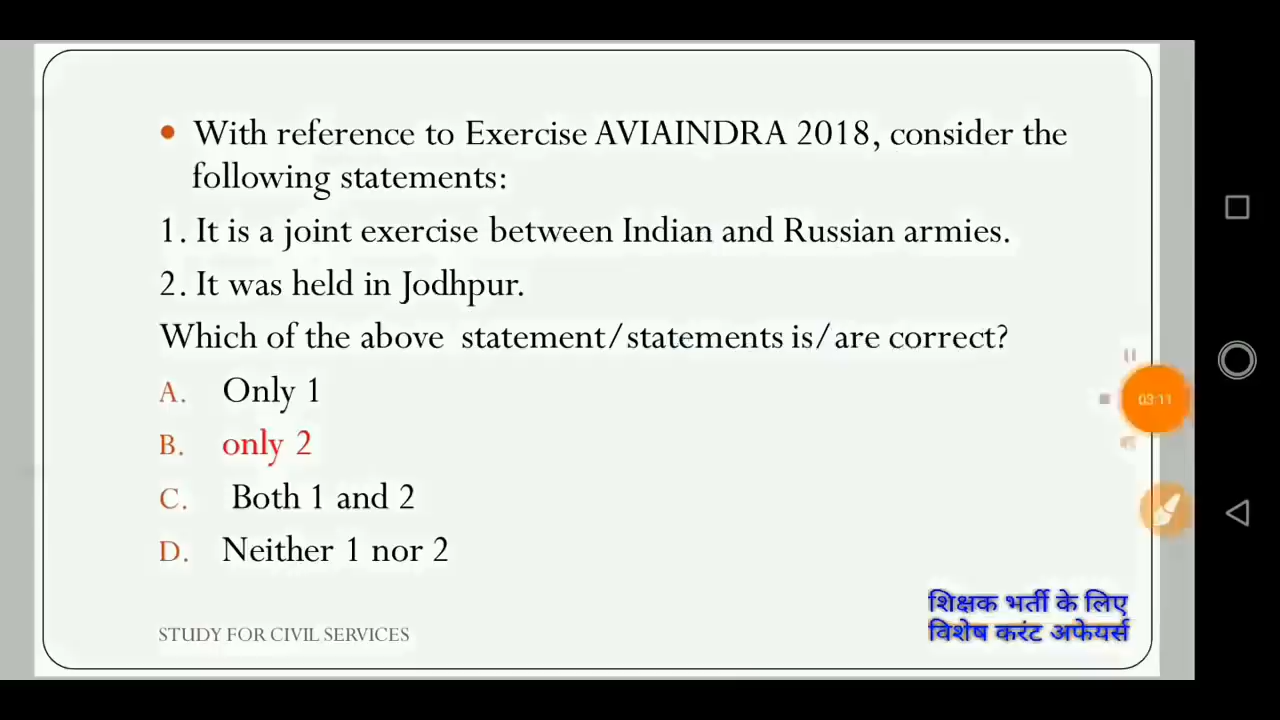 • With reference to Exercise AVIAINDRA 2018, consider the
following statements:
1. It is a joint exercise between Indian and Russian armies.
2. It was held in Jodhpur.
Which of the above statement/statements is/are correct?
A. Only 1
B. only 2
C. Both 1 and 2
D. Neither 1 nor 2
STUDY FOR CIVIL SERVICES
शिक्षक भर्ती के लिए
विशेष करंट अफेयर्स
03:11